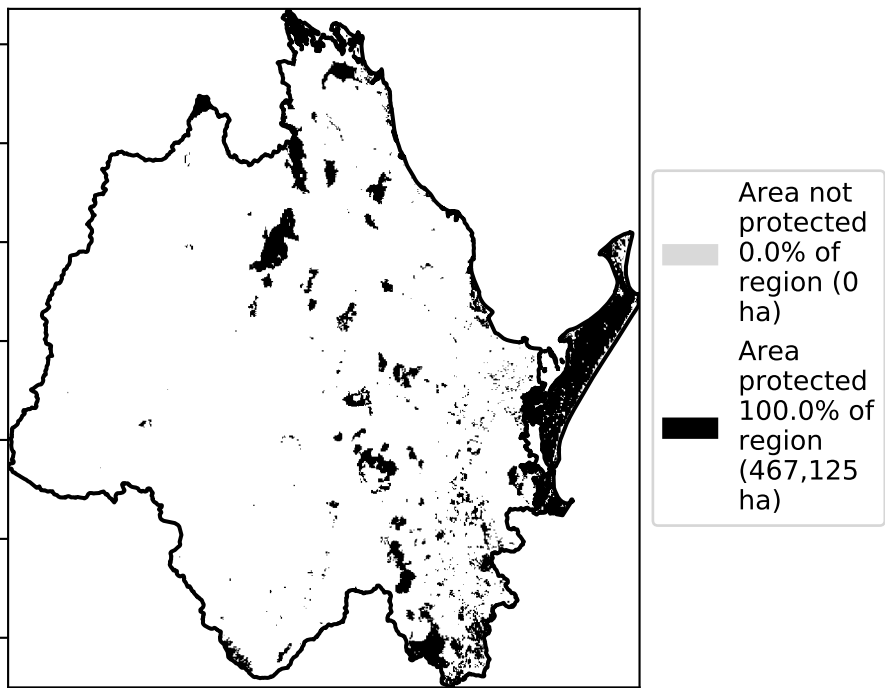 Area not
protected
0.0% of
region (0
ha)
Area
protected
100.0% of
region
(467,125
ha)